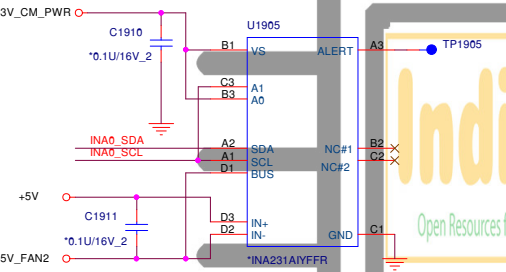 3V_CM_PWR
C1910
*0.1U/16V_2
U1905
B1
VS
ALERT
A3
TP1905
C3
A1
B3
A0
INA0_SDA
A2
SDA
NC#1
B2
INA0_SCL
A1
SCL
NC#2
C2
D1
BUS
+5V
C1911
*0.1U/16V_2
D3
IN+
D2
IN-
GND
C1
5V_FAN2
*INA231AIYFFR
Indi
Open Resources f